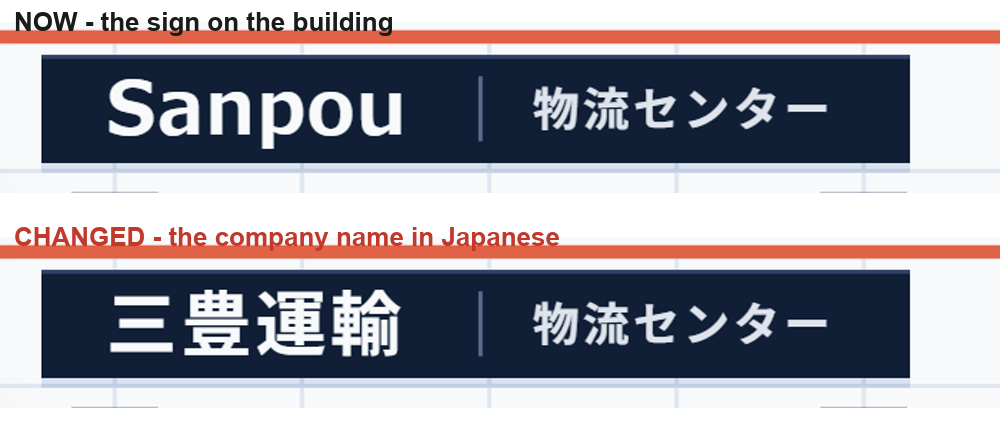 NOW - the sign on the building
Sanpou 物流センター
CHANGED - the company name in Japanese
三豊運輸 物流センター